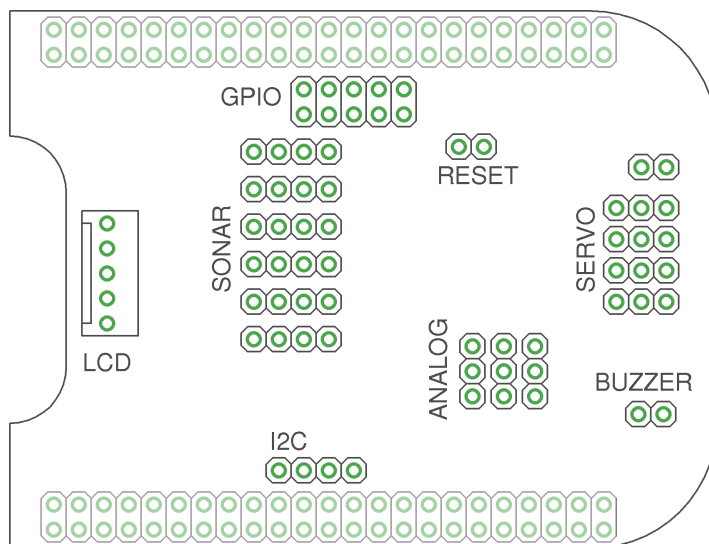 GPIO
RESET
SONAR
SERVO
LCD
ANALOG
BUZZER
I2C